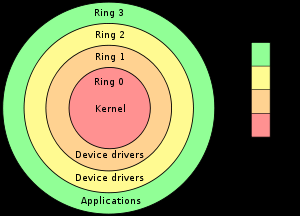 Ring 3
Ring 2
Ring 1
Ring 0
Kernel
Device drivers
Device drivers
Applications